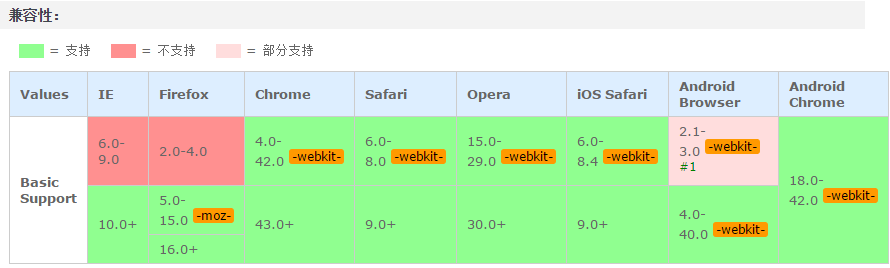 兼容性：
= 支持 = 不支持 = 部分支持
Values IE Firefox Chrome Safari Opera iOS Safari Android Browser Android Chrome
Basic Support
6.0-9.0
2.0-4.0
4.0-42.0 -webkit-
6.0-8.0 -webkit-
15.0-29.0 -webkit-
6.0-8.4 -webkit-
2.1-3.0 -webkit- #1
18.0-42.0 -webkit-
10.0+
5.0-15.0 -moz-
43.0+
9.0+
30.0+
9.0+
4.0-40.0 -webkit-
16.0+